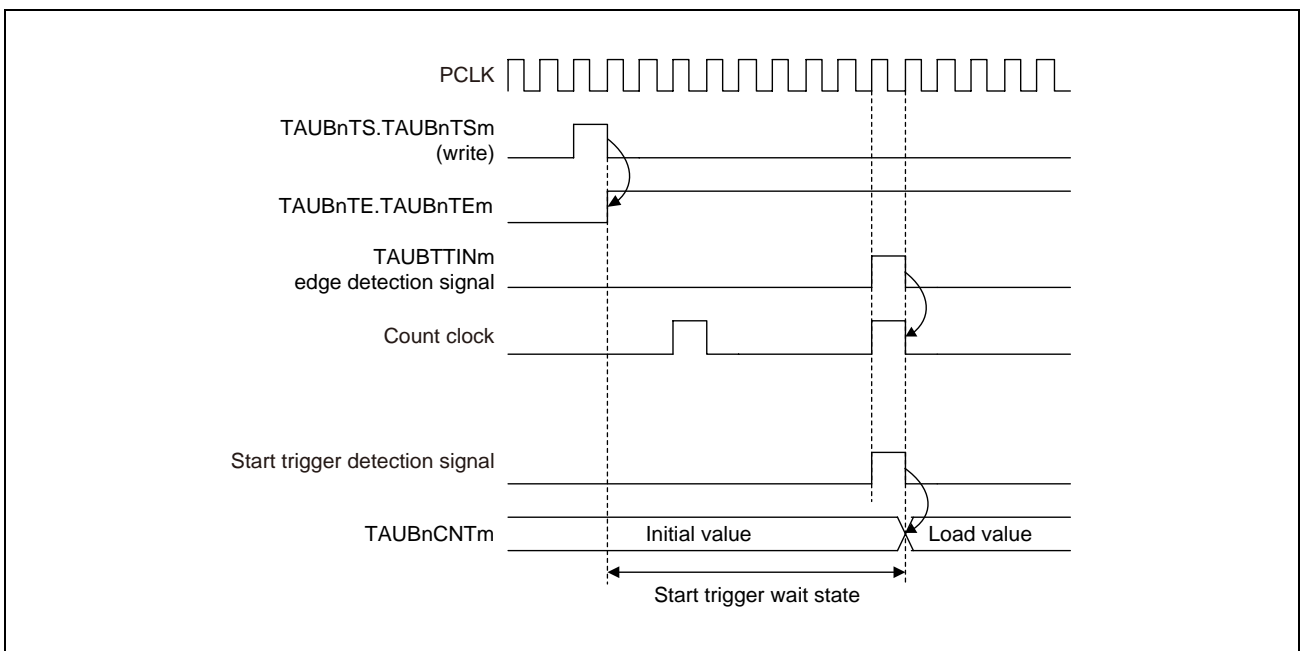 PCLK
TAUBnTS.TAUBnTSm
(write)
TAUBnTE.TAUBnTEm
TAUBTTINm
edge detection signal
Count clock
Start trigger detection signal
TAUBnCNTm
Initial value
Load value
Start trigger wait state